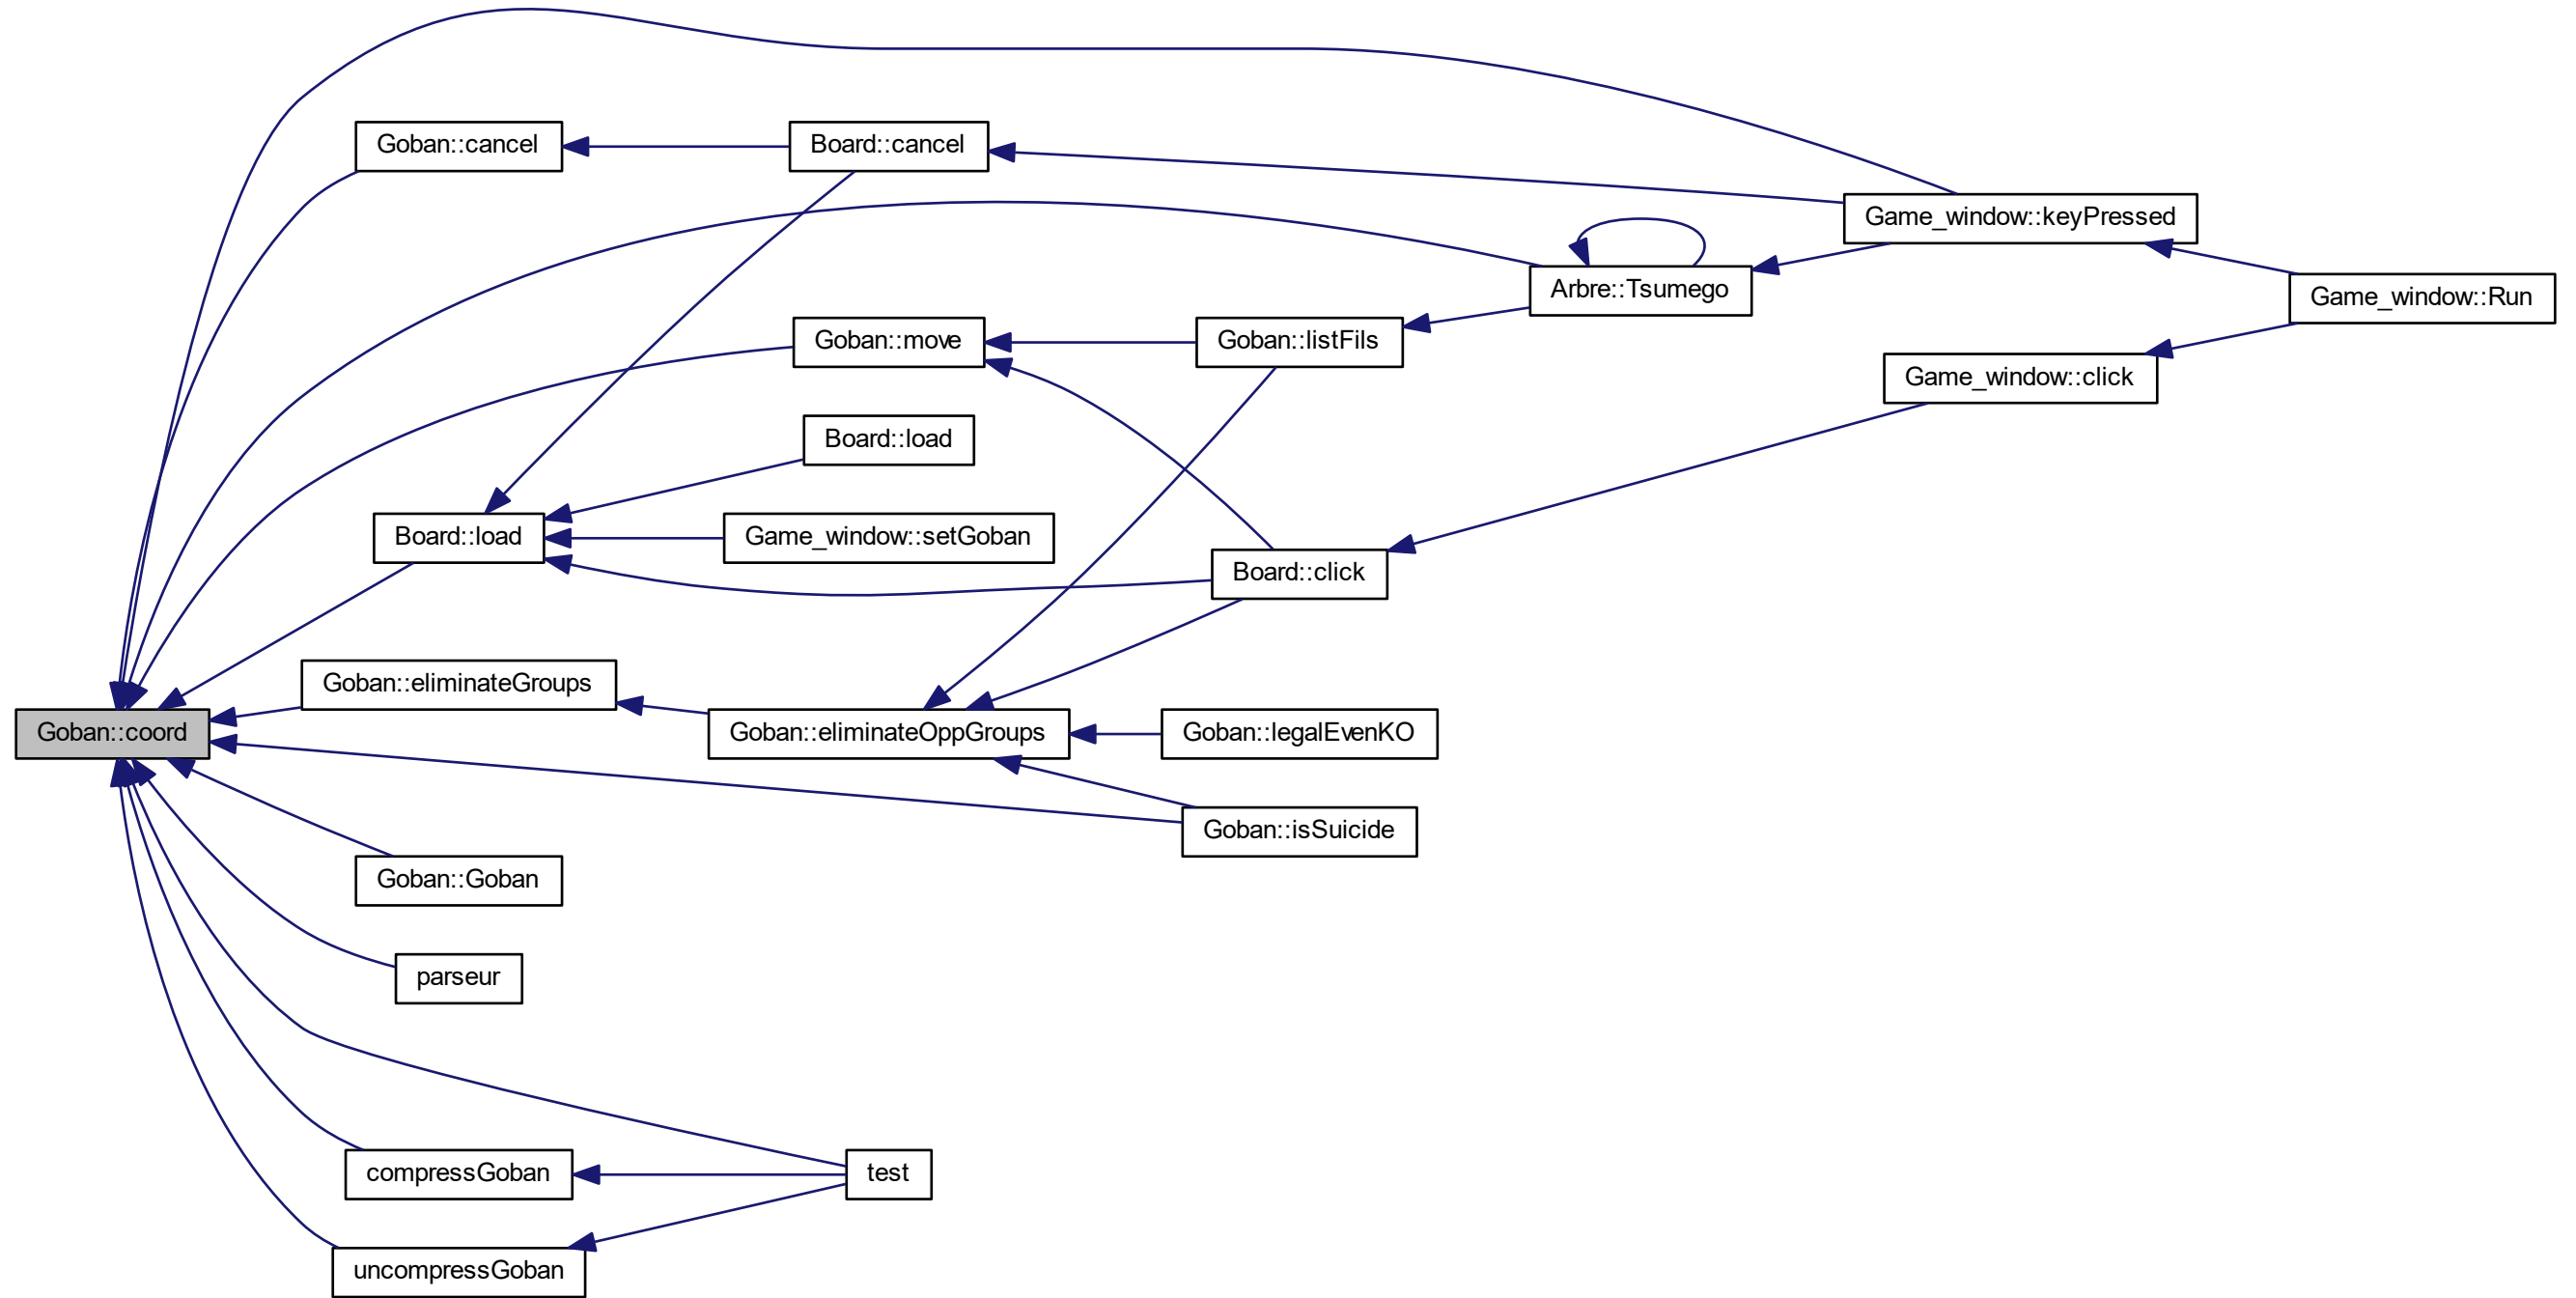 Goban::cancel
Board::cancel
Game_window::keyPressed
Arbre::Tsumego
Game_window::Run
Goban::move
Goban::listFils
Game_window::click
Board::load
Board::load
Game_window::setGoban
Board::click
Goban::eliminateGroups
Goban::coord
Goban::eliminateOppGroups
Goban::legalEvenKO
Goban::isSuicide
Goban::Goban
parseur
compressGoban
test
uncompressGoban